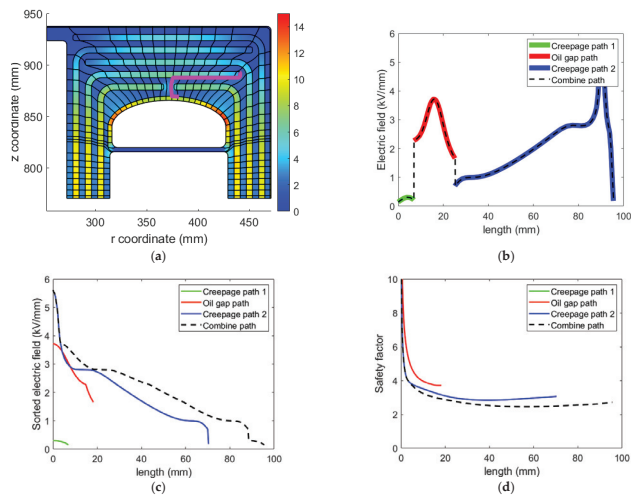 950
900
850
800
z coordinate (mm)
300
350
400
450
r coordinate (mm)
14
12
10
8
6
4
2
0
(a)
6
5
4
3
2
1
0
Electric field (kV/mm)
Creepage path 1
Oil gap path
Creepage path 2
Combine path
0
20
40
60
80
100
length (mm)
(b)
6
5
4
3
2
1
0
Sorted electric field (kV/mm)
Creepage path 1
Oil gap path
Creepage path 2
Combine path
0
20
40
60
80
100
length (mm)
(c)
10
8
6
4
2
0
Safety factor
Creepage path 1
Oil gap path
Creepage path 2
Combine path
0
20
40
60
80
100
length (mm)
(d)